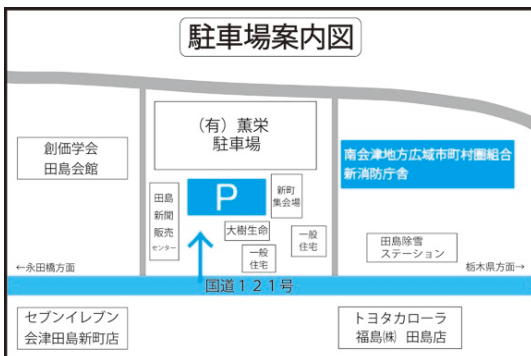 駐車場案内図
(有)薫栄
駐車場
創価学会
田島会館
南会津地方広域市町村圏組合
新消防庁舎
田島
新聞
販売
センター
P
新町
集会場
大樹生命
一般
住宅
一般
住宅
田島除雪
ステーション
←永田橋方面
栃木県方面→
国道121号
セブンイレブン
会津田島新町店
トヨタカローラ
福島㈱ 田島店